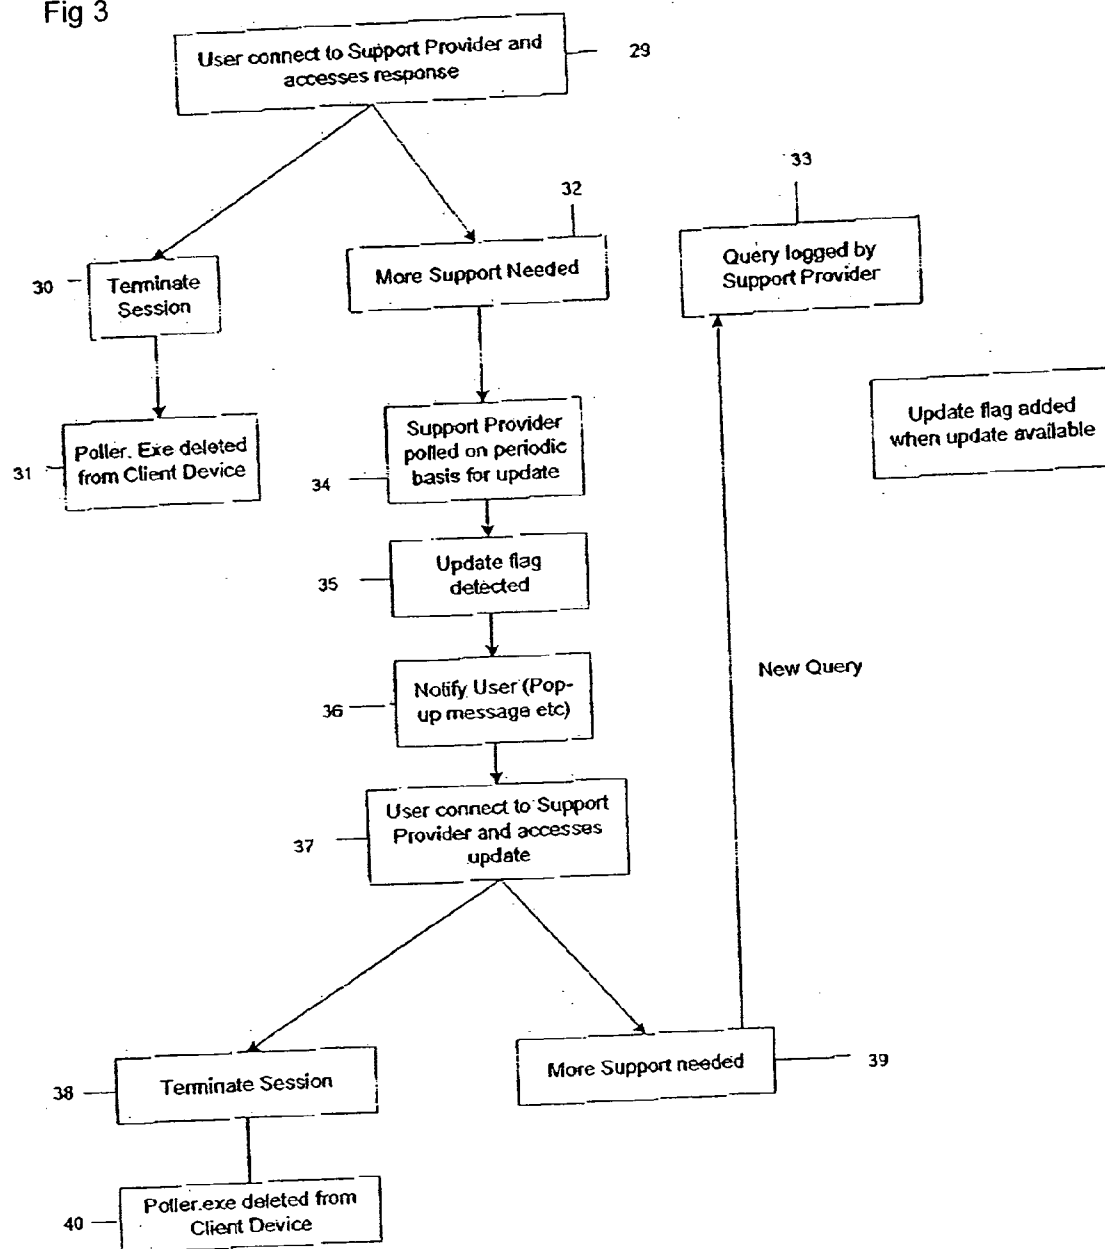 Fig 3
User connect to Support Provider and
accesses response
29
33
32
Query logged by
Support Provider
More Support Needed
30
Terminate
Session
Update flag added
when update available
Support Provider
polled on periodic
basis for update
34
31
Poller. Exe deleted
from Client Device
Update flag
detected
35
New Query
Notify User (Pop-
up message etc)
36
User connect to Support
Provider and accesses
update
37
More Support needed
39
38
Terminate Session
40
Poller.exe deleted from
Client Device